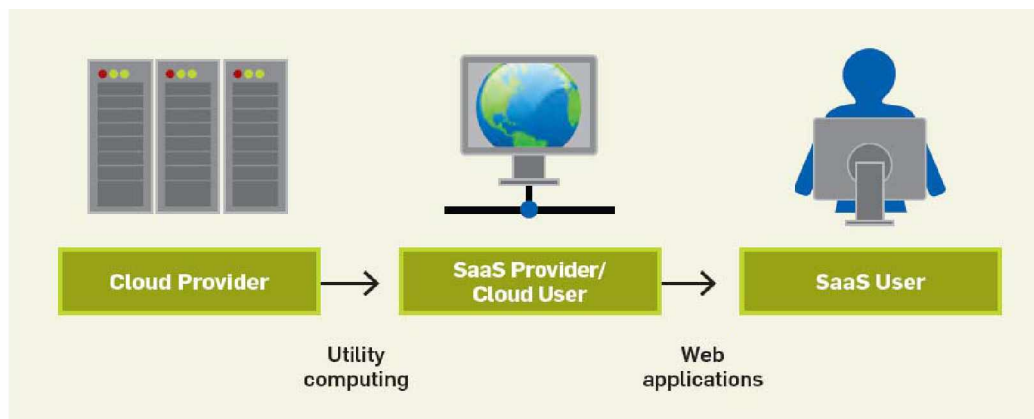 Cloud Provider
SaaS Provider/
Cloud User
SaaS User
Utility
computing
Web
applications